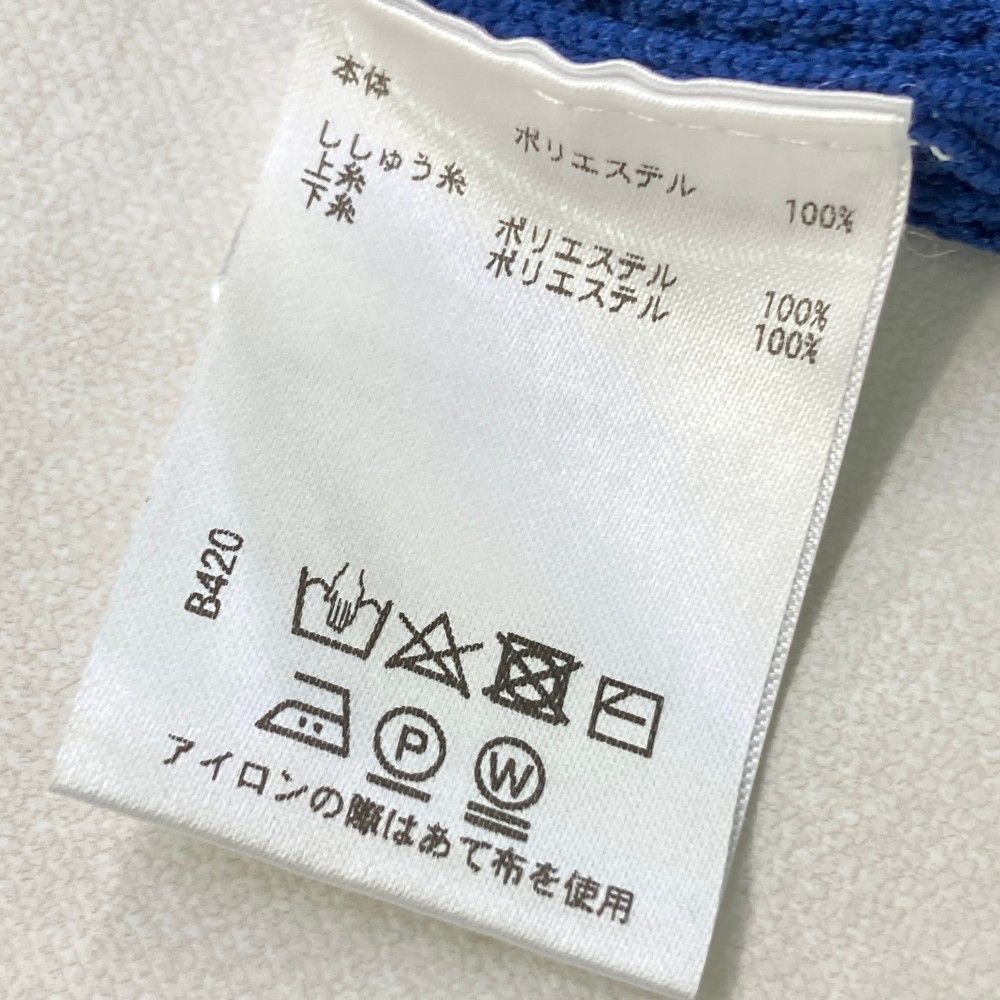 本体
ポリエステル 100%
ししゅう糸
上糸 ポリエステル 100%
下糸 ポリエステル 100%
B420
P
W
アイロンの際はあて布を使用